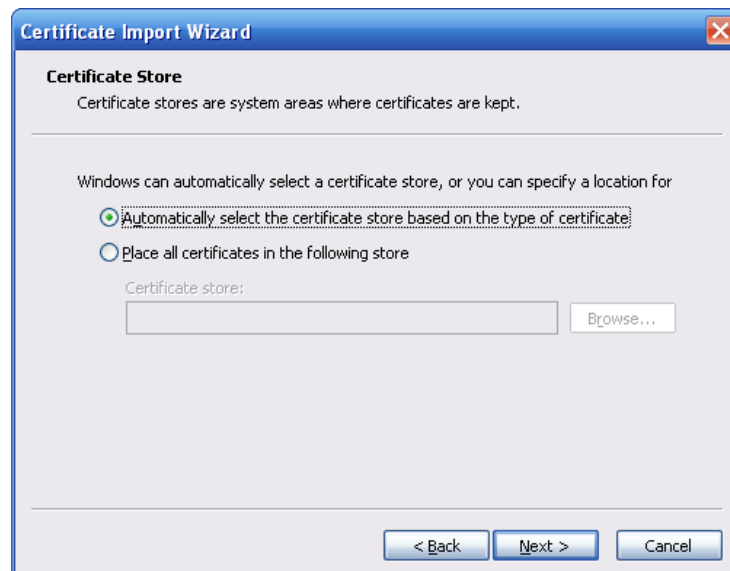 Certificate Import Wizard
Certificate Store
Certificate stores are system areas where certificates are kept.
Windows can automatically select a certificate store, or you can specify a location for
Automatically select the certificate store based on the type of certificate
Place all certificates in the following store
Certificate store:
Browse...
< Back Next > Cancel